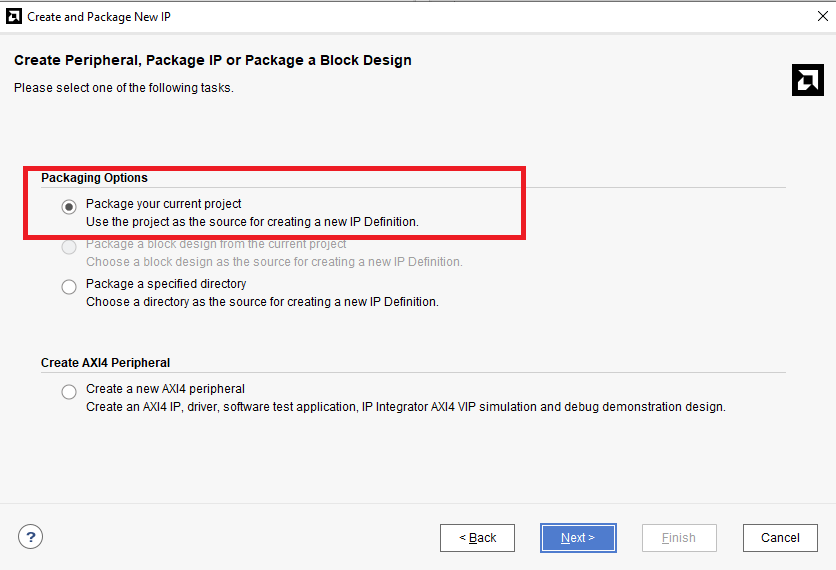 Create and Package New IP
Create Peripheral, Package IP or Package a Block Design
Please select one of the following tasks.
Packaging Options
Package your current project
Use the project as the source for creating a new IP Definition.
Package a block design from the current project
Choose a block design as the source for creating a new IP Definition.
Package a specified directory
Choose a directory as the source for creating a new IP Definition.
Create AXI4 Peripheral
Create a new AXI4 peripheral
Create an AXI4 IP, driver, software test application, IP Integrator AXI4 VIP simulation and debug demonstration design.
?
< Back
Next >
Finish
Cancel